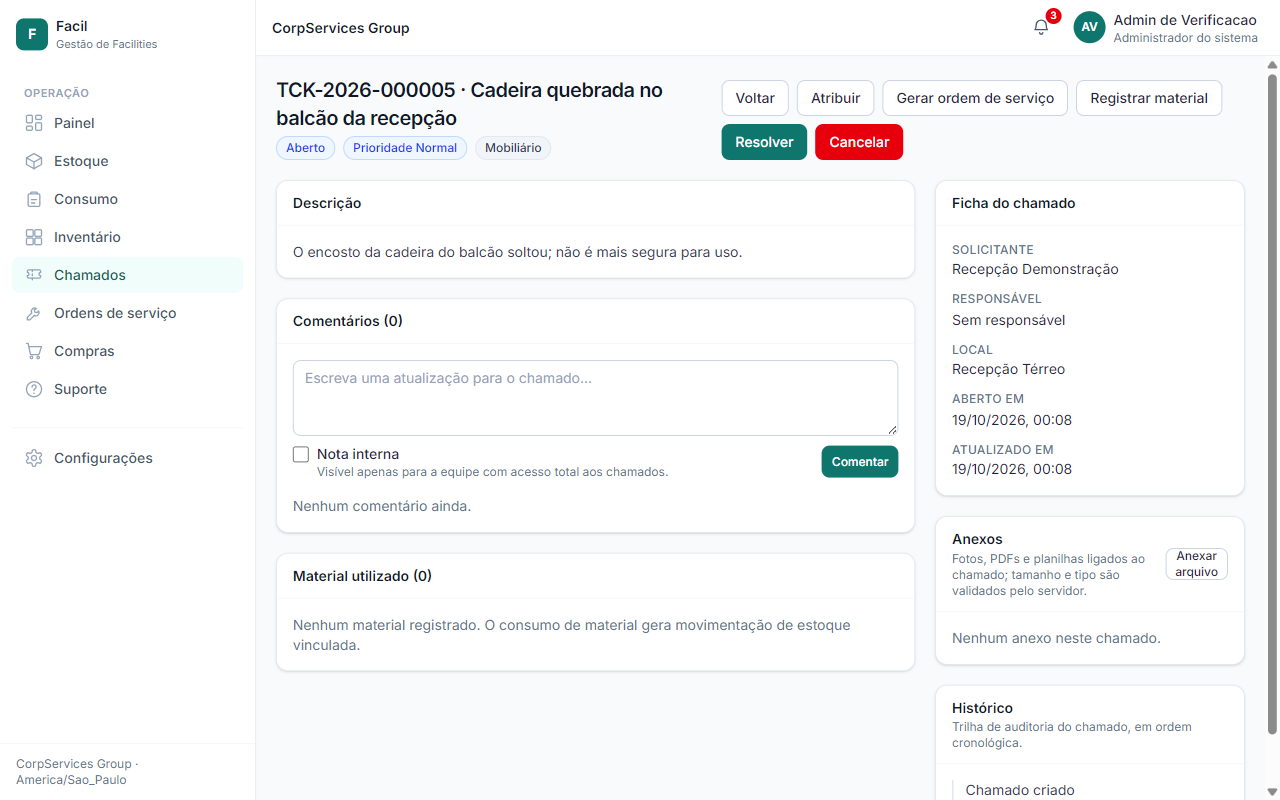 F
Facil
Gestão de Facilities
OPERAÇÃO
Painel
Estoque
Consumo
Inventário
Chamados
Ordens de serviço
Compras
Suporte
Configurações
CorpServices Group ·
America/Sao_Paulo
CorpServices Group
3
AV
Admin de Verificacao
Administrador do sistema
TCK-2026-000005 · Cadeira quebrada no
balcão da recepção
Aberto
Prioridade Normal
Mobiliário
Voltar
Atribuir
Gerar ordem de serviço
Registrar material
Resolver
Cancelar
Descrição
O encosto da cadeira do balcão soltou; não é mais segura para uso.
Comentários (0)
Escreva uma atualização para o chamado...
Nota interna
Visível apenas para a equipe com acesso total aos chamados.
Comentar
Nenhum comentário ainda.
Material utilizado (0)
Nenhum material registrado. O consumo de material gera movimentação de estoque
vinculada.
Ficha do chamado
SOLICITANTE
Recepção Demonstração
RESPONSÁVEL
Sem responsável
LOCAL
Recepção Térreo
ABERTO EM
19/10/2026, 00:08
ATUALIZADO EM
19/10/2026, 00:08
Anexos
Fotos, PDFs e planilhas ligados ao
chamado; tamanho e tipo são
validados pelo servidor.
Anexar
arquivo
Nenhum anexo neste chamado.
Histórico
Trilha de auditoria do chamado, em ordem
cronológica.
Chamado criado